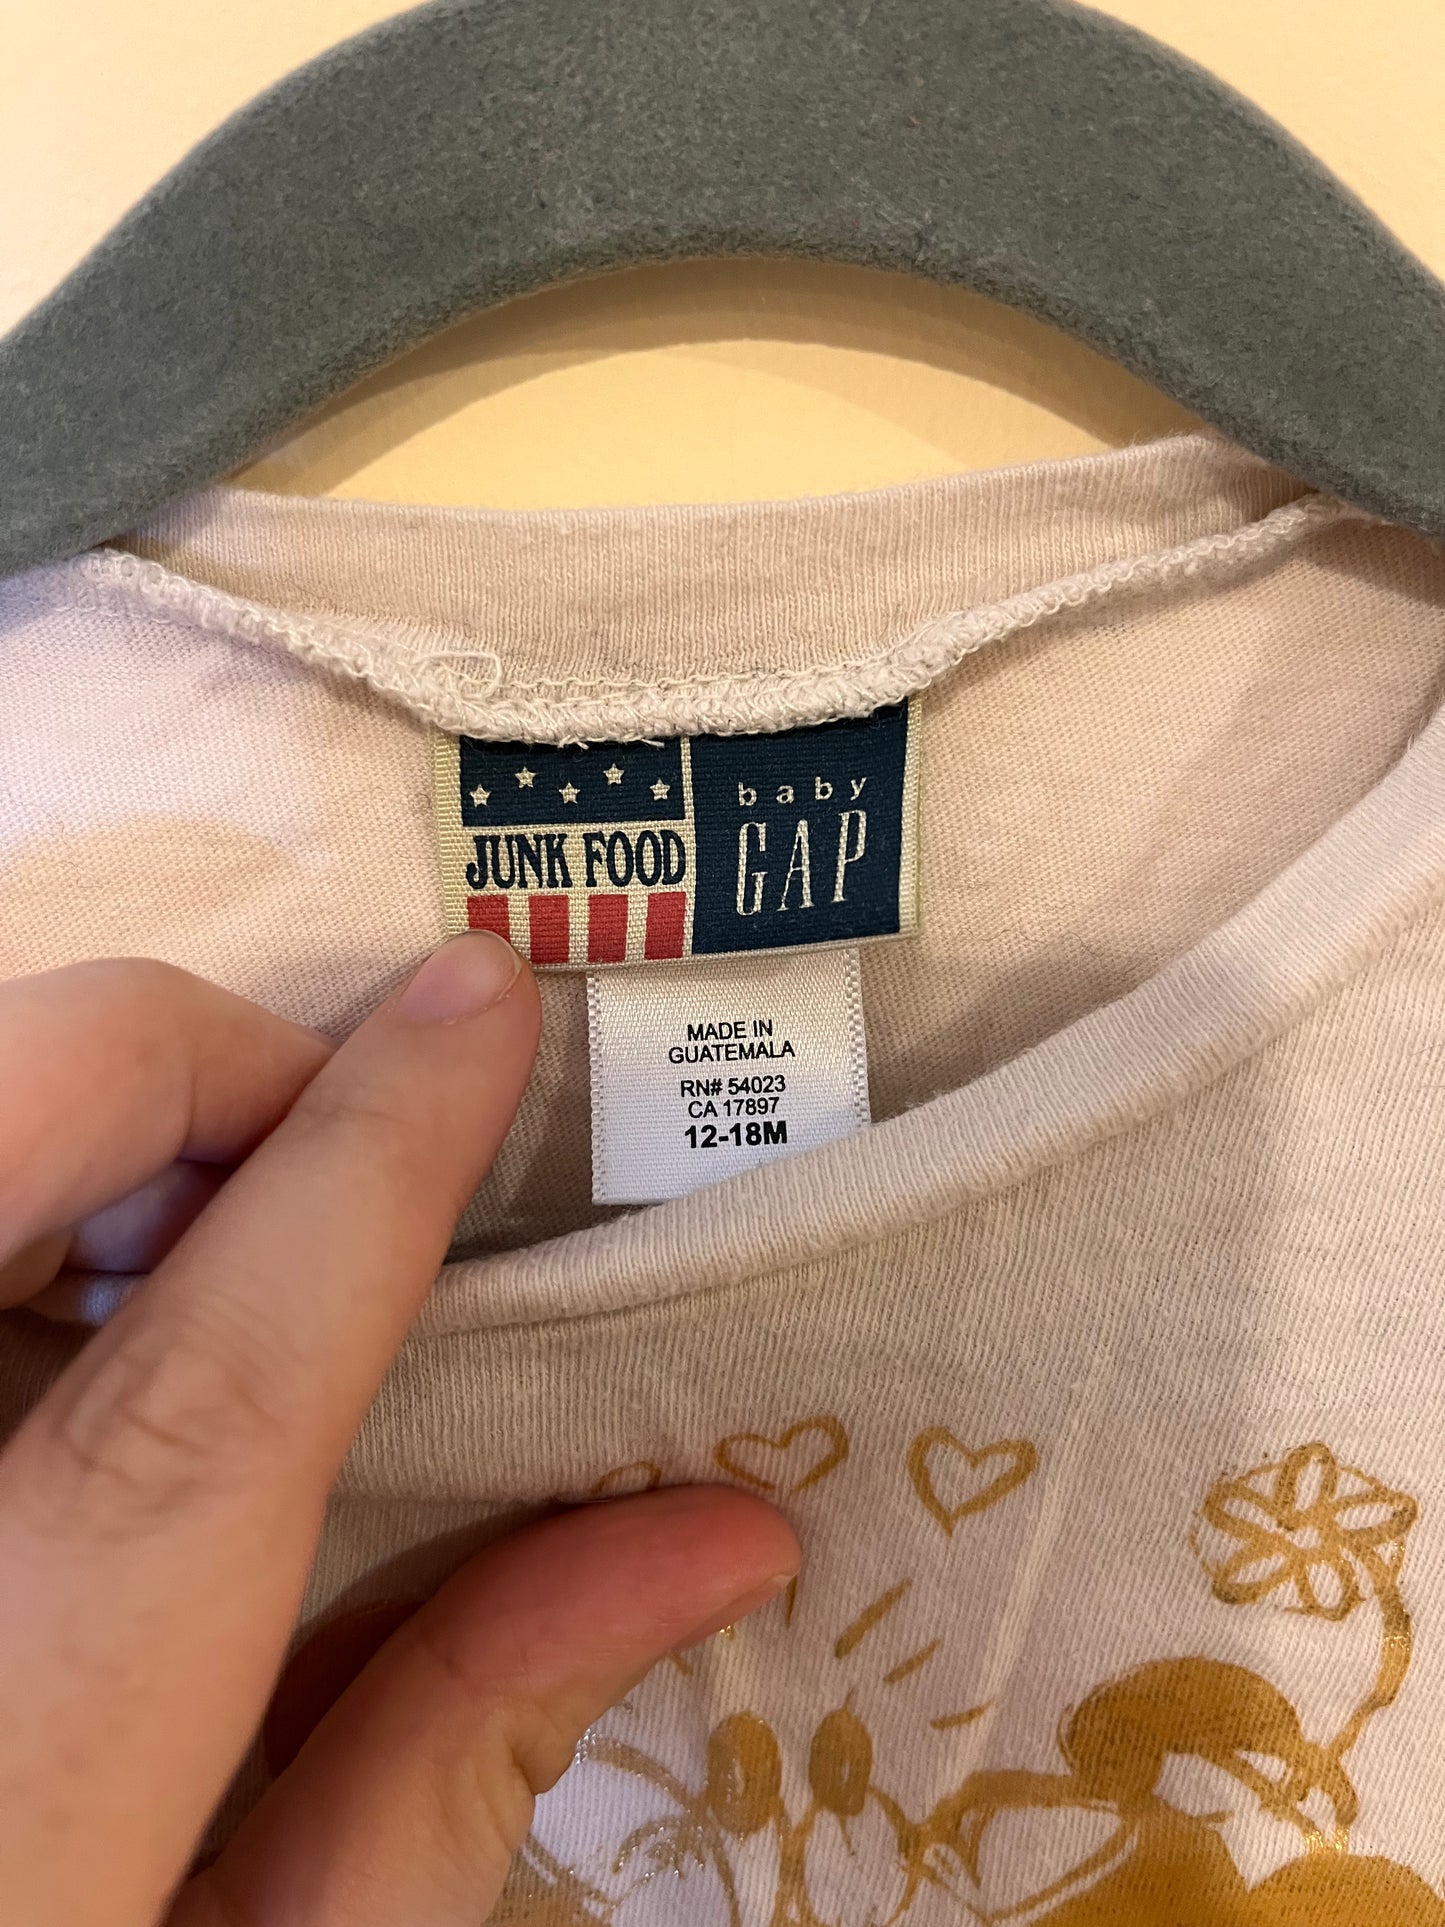 JUNK FOOD
baby
GAP
MADE IN
GUATEMALA
RN# 54023
CA 17897
12-18M